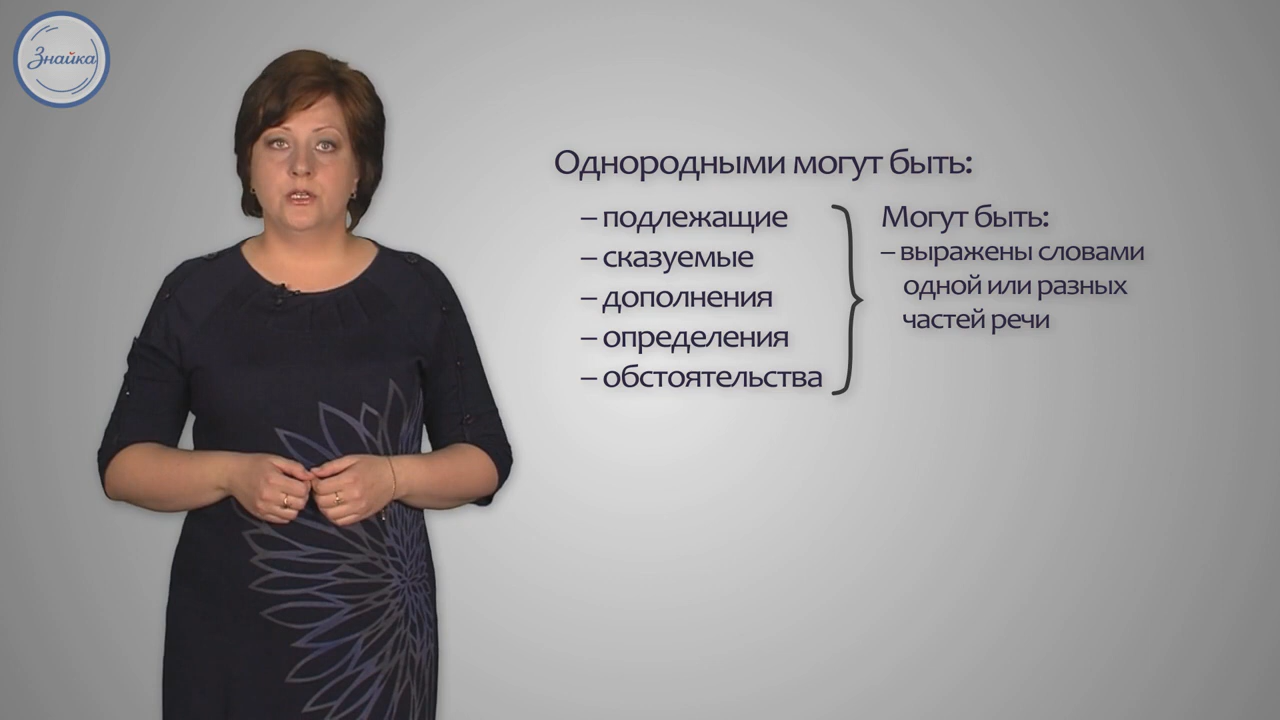 Знайка
Однородными могут быть:
– подлежащие
– сказуемые
– дополнения
– определения
– обстоятельства
Могут быть:
– выражены словами
одной или разных
частей речи